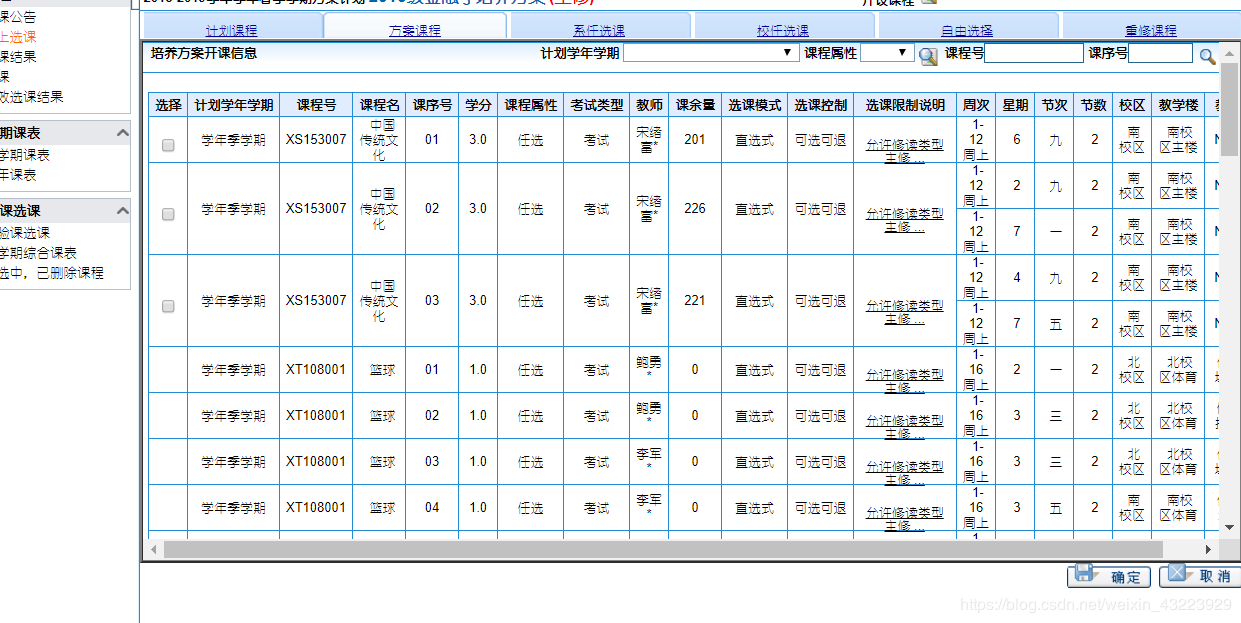 课公告
上选课
课结果
课
改选课结果
期课表
学期课表
年课表
课选课
验课选课
学期综合课表
选中，已删除课程
计划课程 方案课程 系任选课 校任选课 自由选择 重修课程
培养方案开课信息 计划学年学期 课程属性 课程号 课序号
选择 计划学年学期 课程号 课程名 课序号 学分 课程属性 考试类型 教师 课余量 选课模式 选课控制 选课限制说明 周次 星期 节次 节数 校区 教学楼
学年季学期 XS153007 中国传统文化 01 3.0 任选 考试 宋绪富* 201 直选式 可选可退 允许修读类型主修 ... 1-12周上 6 九 2 南校区 南校区主楼
学年季学期 XS153007 中国传统文化 02 3.0 任选 考试 宋绪富* 226 直选式 可选可退 允许修读类型主修 ... 1-12周上 2 九 2 南校区 南校区主楼
1-12周上 7 一 2 南校区 南校区主楼
学年季学期 XS153007 中国传统文化 03 3.0 任选 考试 宋绪富* 221 直选式 可选可退 允许修读类型主修 ... 1-12周上 4 九 2 南校区 南校区主楼
1-12周上 7 五 2 南校区 南校区主楼
学年季学期 XT108001 篮球 01 1.0 任选 考试 鲍勇* 0 直选式 可选可退 允许修读类型主修 ... 1-16周上 2 一 2 北校区 北校区体育
学年季学期 XT108001 篮球 02 1.0 任选 考试 鲍勇* 0 直选式 可选可退 允许修读类型主修 ... 1-16周上 3 三 2 北校区 北校区体育
学年季学期 XT108001 篮球 03 1.0 任选 考试 李军* 0 直选式 可选可退 允许修读类型主修 ... 1-16周上 3 三 2 北校区 北校区体育
学年季学期 XT108001 篮球 04 1.0 任选 考试 李军* 0 直选式 可选可退 允许修读类型主修 ... 1-16周上 3 五 2 南校区 南校区体育
确定 取消
https://blog.csdn.net/weixin_43223929